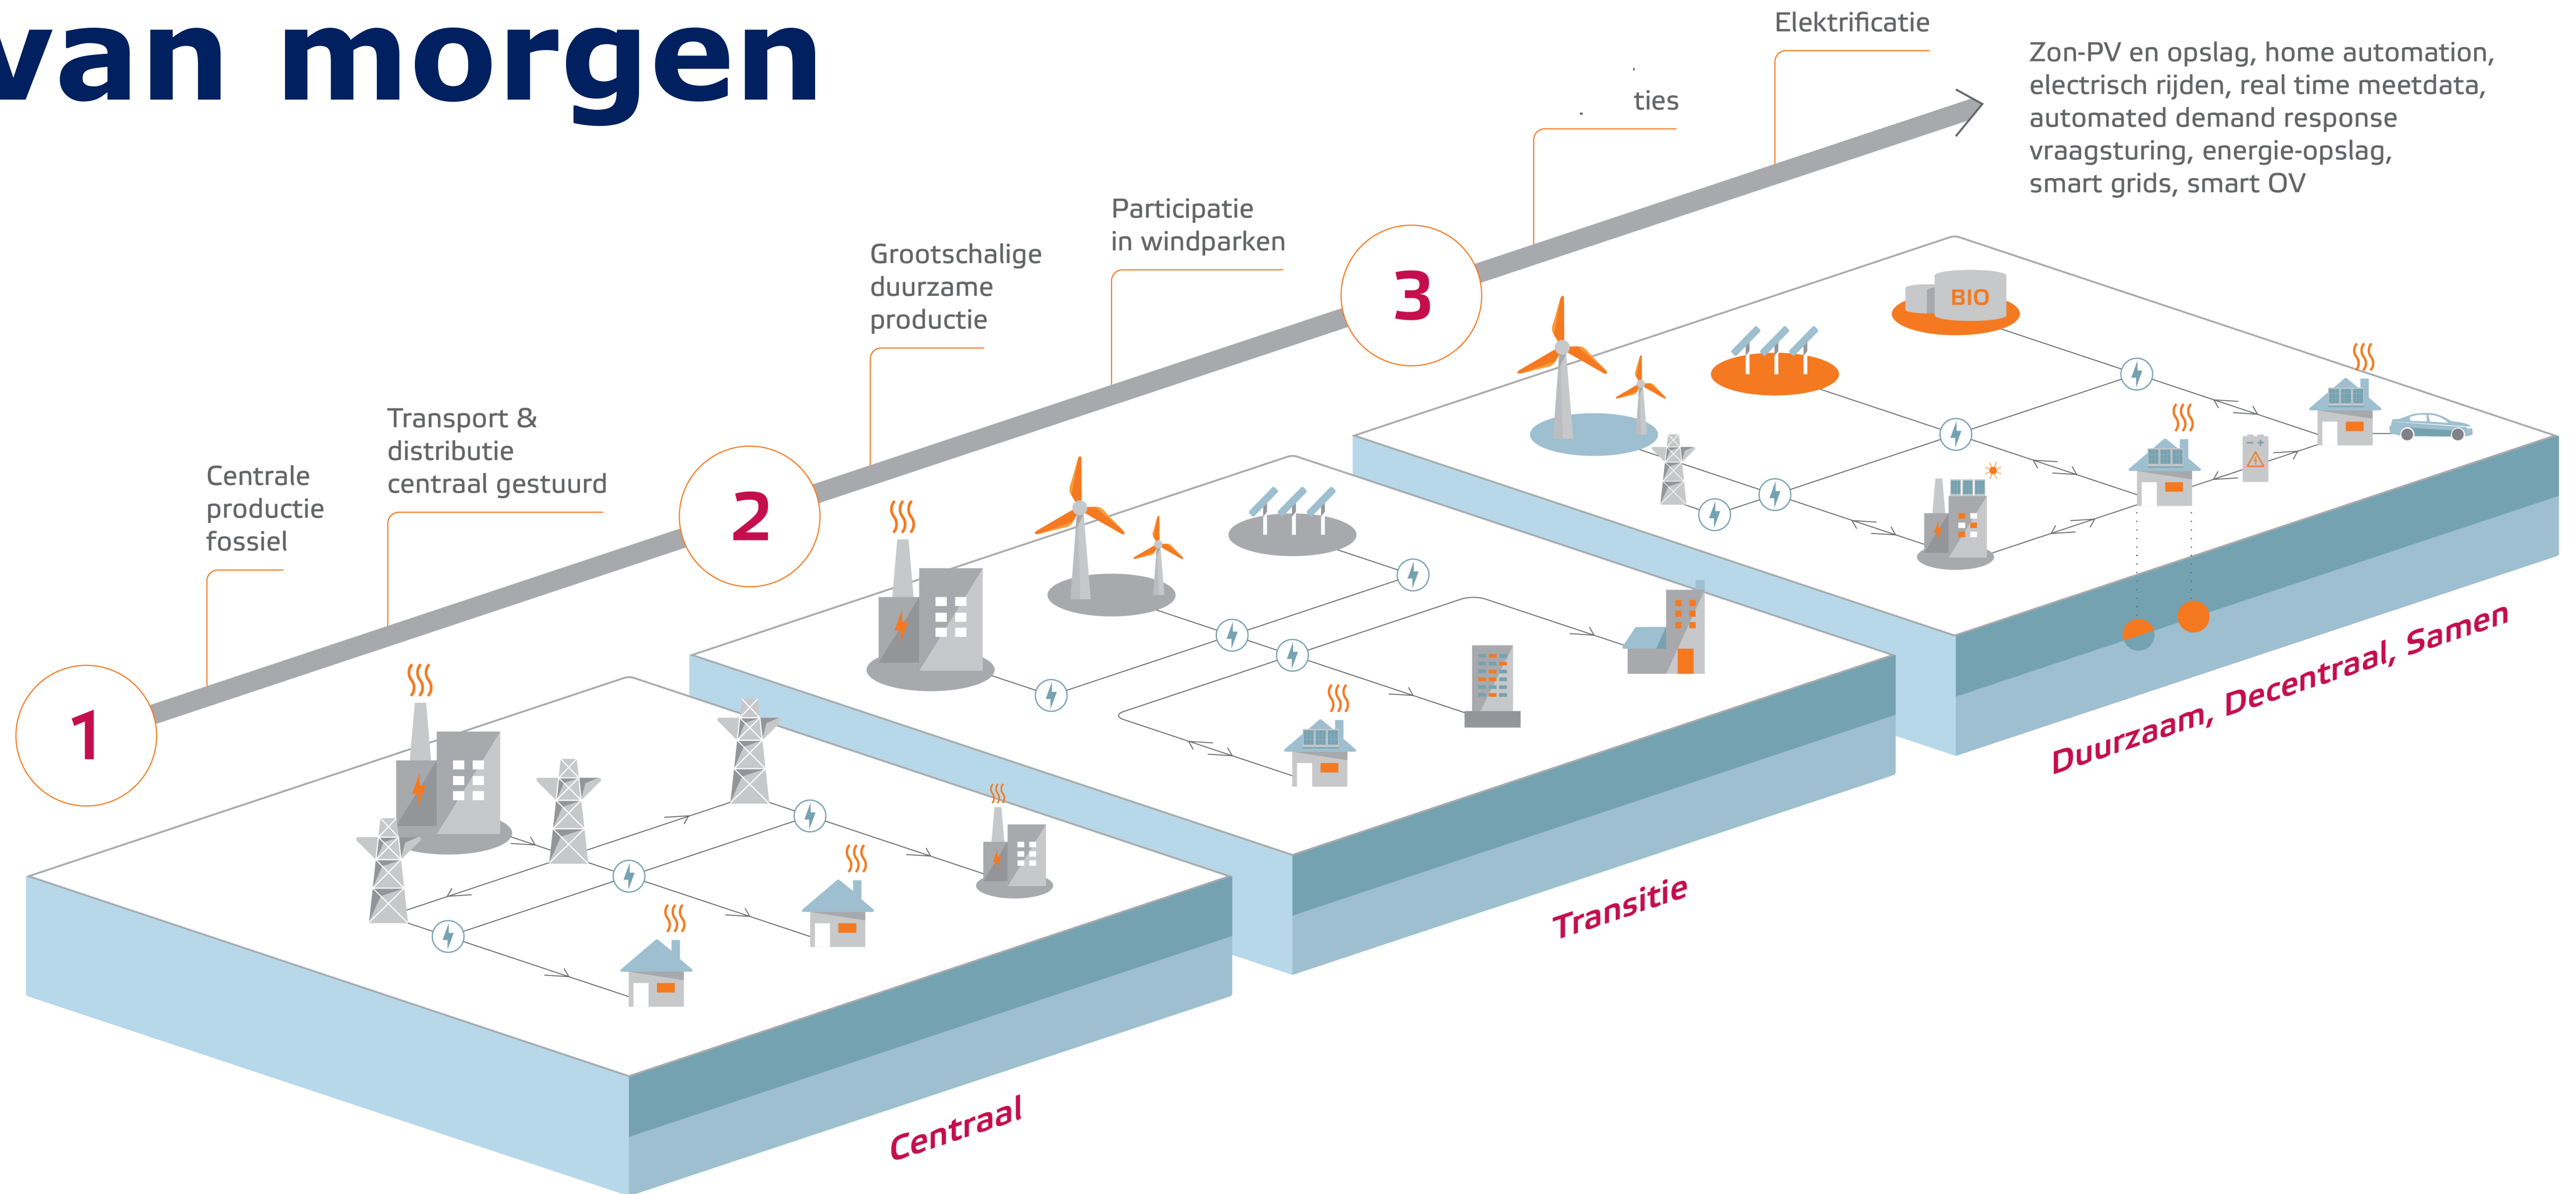 van morgen
Elektrificatie
Zon-PV en opslag, home automation,
electrisch rijden, real time meetdata,
automated demand response
vraagsturing, energie-opslag,
smart grids, smart OV
ties
Participatie
in windparken
Grootschalige
duurzame
productie
Transport &
distributie
centraal gestuurd
Centrale
productie
fossiel
3
2
1
BIO
Duurzaam, Decentraal, Samen
Transitie
Centraal